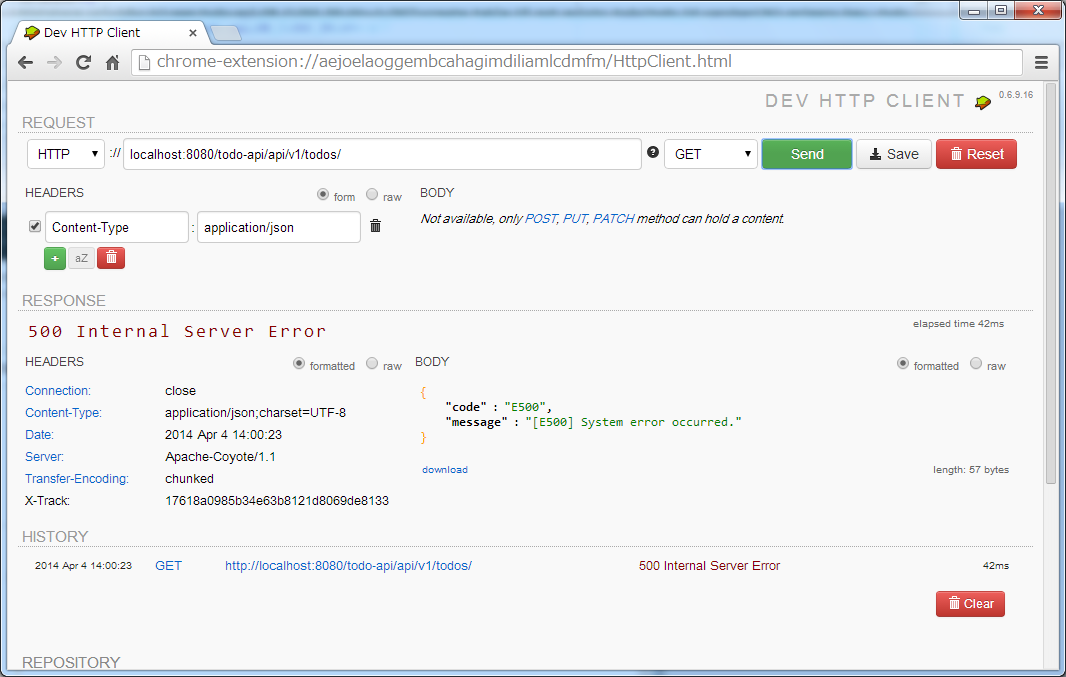 Dev HTTP Client
chrome-extension://aejoelaoggembcahagimdiliamlcdmfm/HttpClient.html
DEV HTTP CLIENT 0.6.9.16
REQUEST
HTTP :// localhost:8080/todo-api/api/v1/todos/ ? GET Send Save Reset
HEADERS form raw BODY
Not available, only POST, PUT, PATCH method can hold a content.
Content-Type : application/json
+ aZ
RESPONSE
500 Internal Server Error elapsed time 42ms
HEADERS formatted raw BODY formatted raw
Connection: close
Content-Type: application/json;charset=UTF-8
Date: 2014 Apr 4 14:00:23
Server: Apache-Coyote/1.1
Transfer-Encoding: chunked
X-Track: 17618a0985b34e63b8121d8069de8133
{
"code" : "E500",
"message" : "[E500] System error occurred."
}
download length: 57 bytes
HISTORY
2014 Apr 4 14:00:23 GET http://localhost:8080/todo-api/api/v1/todos/ 500 Internal Server Error 42ms
Clear
REPOSITORY